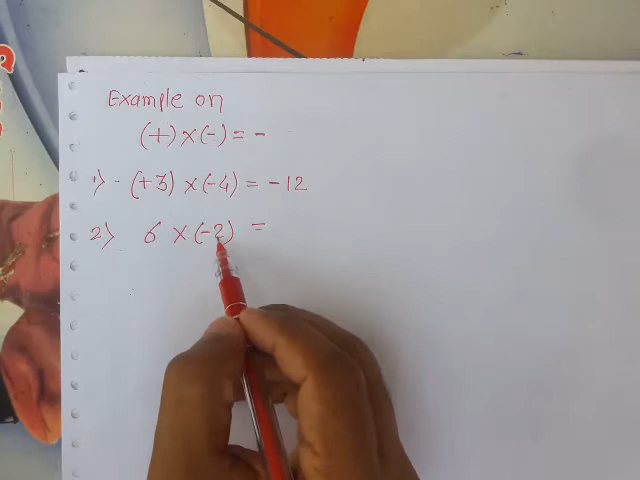 Example on
(+) × (-) = -
1) - (+3) × (-4) = -12
2) 6 × (-2) =